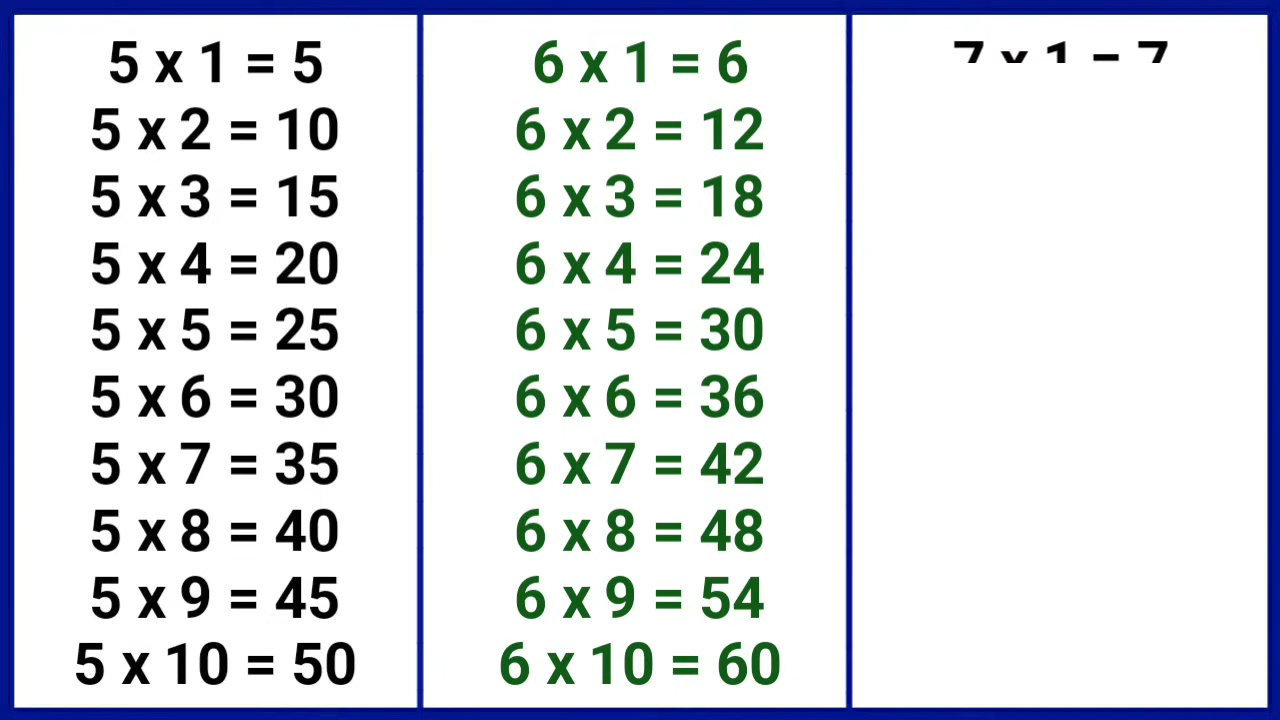 5 x 1 = 5
5 x 2 = 10
5 x 3 = 15
5 x 4 = 20
5 x 5 = 25
5 x 6 = 30
5 x 7 = 35
5 x 8 = 40
5 x 9 = 45
5 x 10 = 50
6 x 1 = 6
6 x 2 = 12
6 x 3 = 18
6 x 4 = 24
6 x 5 = 30
6 x 6 = 36
6 x 7 = 42
6 x 8 = 48
6 x 9 = 54
6 x 10 = 60
7 x 1 = 7